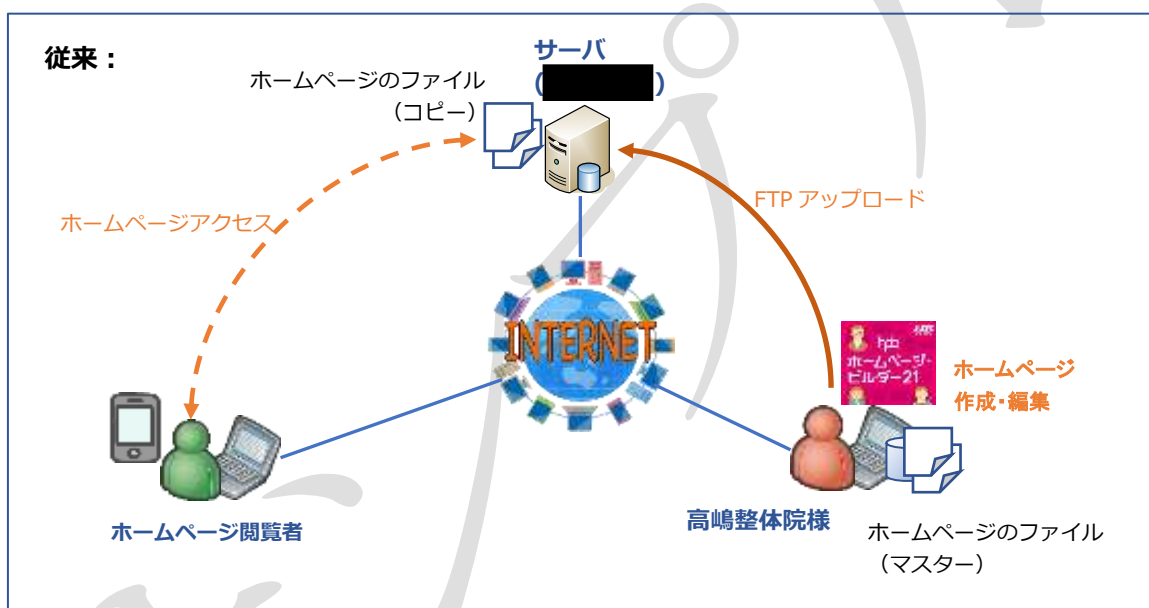 従来：
サーバ
( )
ホームページのファイル
（コピー）
ホームページアクセス
FTP アップロード
INTERNET
hpb
ホームページ・
ビルダー21
ホームページ
作成・編集
ホームページ閲覧者
高嶋整体院様
ホームページのファイル
（マスター）